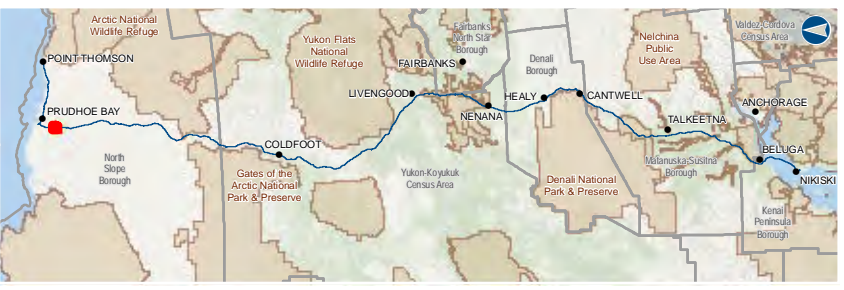 Arctic National
Wildlife Refuge
POINT THOMSON
PRUDHOE BAY
North
Slope
Borough
COLDFOOT
Gates of the
Arctic National
Park & Preserve
Yukon Flats
National
Wildlife Refuge
LIVENGOOD
FAIRBANKS
Fairbanks
North Star
Borough
NENANA
Yukon-Koyukuk
Census Area
HEALY
Denali
Borough
CANTWELL
Denali National
Park & Preserve
Nelchina
Public
Use Area
TALKEETNA
Matanuska-Susitna
Borough
Valdez-Cordova
Census Area
ANCHORAGE
BELUGA
NIKISKI
Kenai
Peninsula
Borough